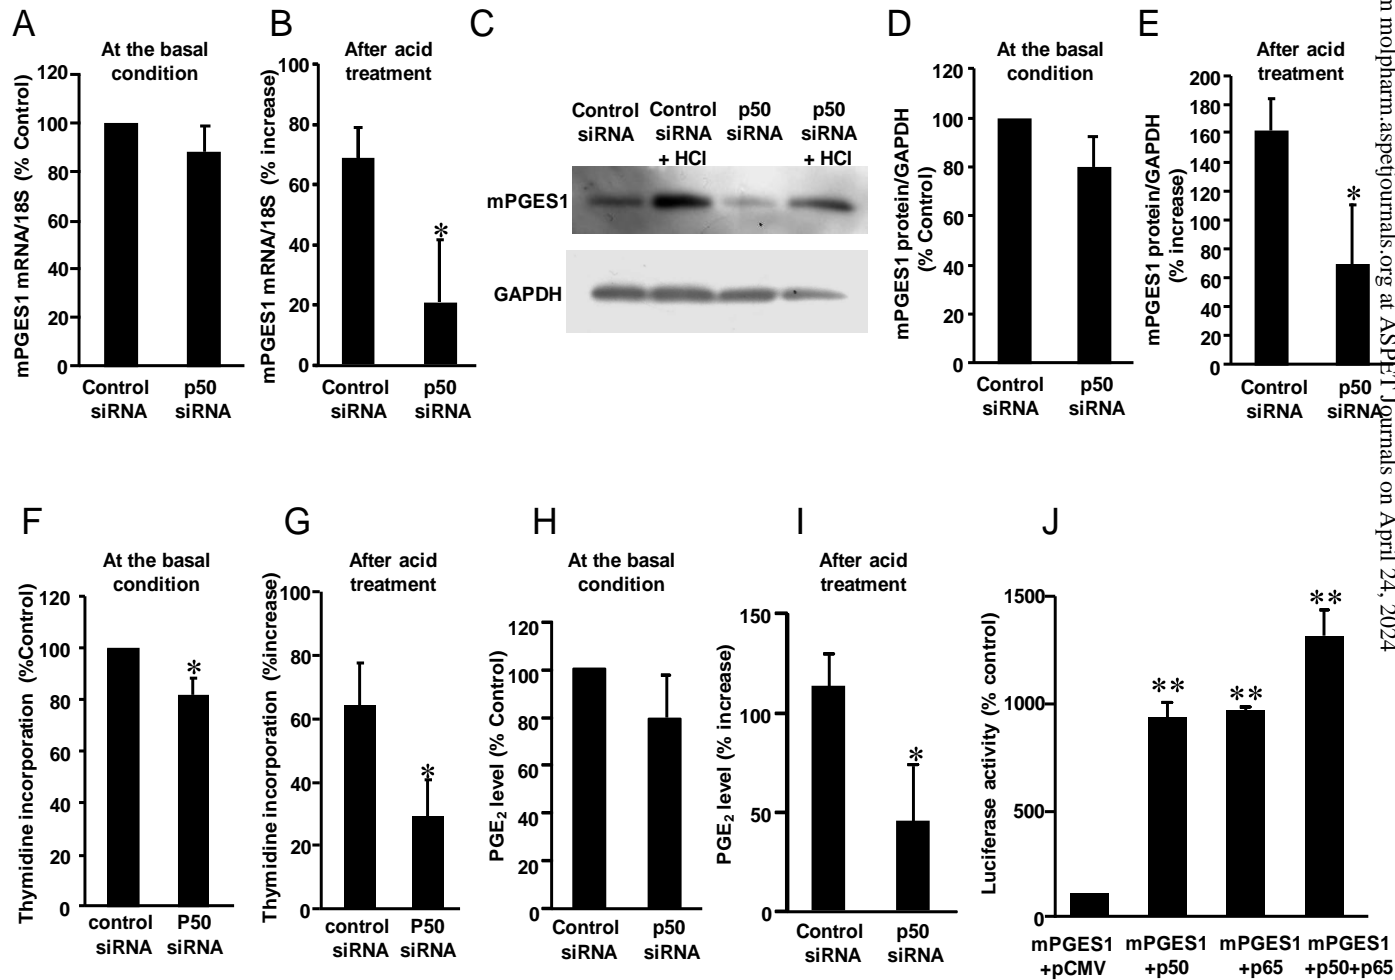 A
At the basal
condition
mPGES1 mRNA/18S (% Control)
120
100
80
60
40
20
0
Control
siRNA
p50
siRNA
B
After acid
treatment
mPGES1 mRNA/18S (% increase)
100
80
60
40
20
0
*
Control
siRNA
p50
siRNA
C
Control
siRNA
Control
siRNA
+ HCl
p50
siRNA
p50
siRNA
+ HCl
mPGES1
GAPDH
D
At the basal
condition
mPGES1 protein/GAPDH
(% Control)
120
100
80
60
40
20
0
Control
siRNA
p50
siRNA
E
After acid
treatment
mPGES1 protein/GAPDH
(% increase)
200
180
160
140
120
100
80
60
40
20
0
*
Control
siRNA
p50
siRNA
m molpharm.aspetjournals.org at ASPET Journals on April 24, 2024
F
At the basal
condition
Thymidine incorporation (%Control)
120
100
80
60
40
20
0
*
control
siRNA
P50
siRNA
G
After acid
treatment
Thymidine incorporation (%increase)
100
80
60
40
20
0
*
control
siRNA
P50
siRNA
H
At the basal
condition
PGE2 level (% Control)
120
100
80
60
40
20
0
Control
siRNA
p50
siRNA
I
After acid
treatment
PGE2 level (% increase)
150
100
50
0
*
Control
siRNA
p50
siRNA
J
Luciferase activity (% control)
1500
1000
500
0
**
**
**
mPGES1
+pCMV
mPGES1
+p50
mPGES1
+p65
mPGES1
+p50+p65